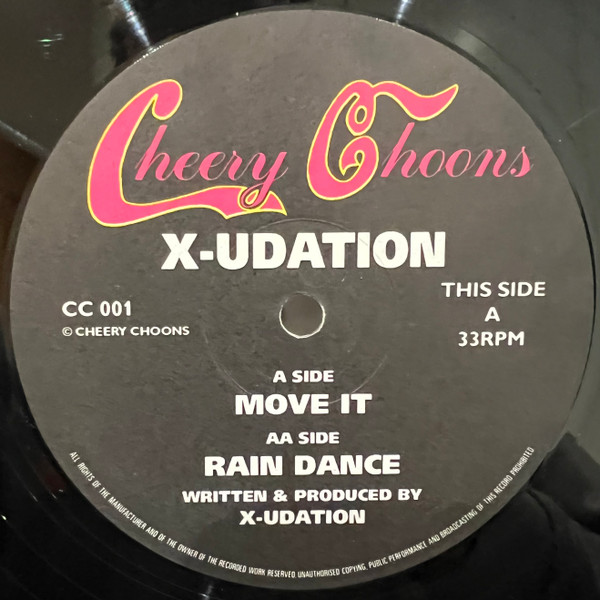 Cheery Choons
X-UDATION
CC 001
© CHEERY CHOONS
THIS SIDE
A
33RPM
A SIDE
MOVE IT
AA SIDE
RAIN DANCE
WRITTEN & PRODUCED BY
X-UDATION
ALL RIGHTS OF THE MANUFACTURER AND OF THE OWNER OF THE RECORDED WORK RESERVED. UNAUTHORISED COPYING, PUBLIC PERFORMANCE AND BROADCASTING OF THIS RECORD PROHIBITED